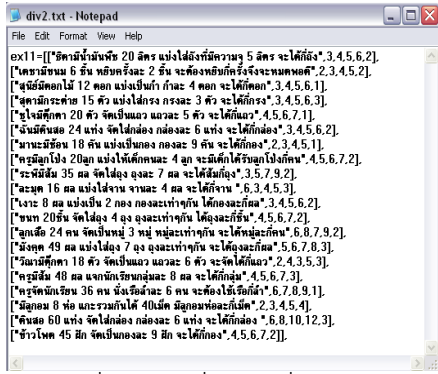 div2.txt - Notepad
File Edit Format View Help
ex11=[["ธิดามีน้ำมันพืช 20 ลิตร แบ่งใส่ถังที่มีความจุ 5 ลิตร จะได้กี่ถัง",3,4,5,6,2],
["เดชามีขนม 6 ชิ้น หยิบครั้งละ 2 ชิ้น จะต้องหยิบกี่ครั้งจึงจะหมดพอดี",2,3,4,5,2],
["สุนีย์มีดอกไม้ 12 ดอก แบ่งเป็นกำ กำละ 4 ดอก จะได้กี่ดอก",3,4,5,6,1],
["สุดามีกระต่าย 15 ตัว แบ่งใส่กรง กรงละ 3 ตัว จะได้กี่กรง",3,4,5,6,3],
["ชูใจมีตุ๊กตา 20 ตัว จัดเป็นแถว แถวละ 5 ตัว จะได้กี่แถว",4,5,6,7,1],
["ฉันมีดินสอ 24 แท่ง จัดใส่กล่อง กล่องละ 6 แท่ง จะได้กี่กล่อง",3,4,5,6,2],
["มานะมีช้อน 18 คัน แบ่งเป็นกอง กองละ 9 คัน จะได้กี่กอง",2,3,4,5,1],
["ครูมีลูกโป่ง 20ลูก แบ่งให้เด็กคนละ 4 ลูก จะมีเด็กได้รับลูกโป่งกี่คน",4,5,6,7,2],
["ระพีมีส้ม 35 ผล จัดใส่ถุง ถุงละ 7 ผล จะได้ส้มกี่ถุง",3,5,7,9,2],
["ละมุด 16 ผล แบ่งใส่จาน จานละ 4 ผล จะได้กี่จาน ",6,3,4,5,3],
["เงาะ 8 ผล แบ่งเป็น 2 กอง กองละเท่าๆกัน ได้กองละกี่ผล",3,4,5,6,2],
["ขนม 20ชิ้น จัดใส่ถุง 4 ถุง ถุงละเท่าๆกัน ได้ถุงละกี่ชิ้น",4,5,6,7,2],
["ลูกเสือ 24 คน จัดเป็นหมู่ 3 หมู่ หมู่ละเท่าๆกัน จะได้หมู่ละกี่คน",6,8,7,9,2],
["มังคุด 49 ผล แบ่งใส่ถุง 7 ถุง ถุงละเท่าๆกัน จะได้ถุงละกี่ผล",5,6,7,8,3],
["วีณามีตุ๊กตา 18 ตัว จัดเป็นแถว แถวละ 6 ตัว จะจัดได้กี่แถว",2,4,3,5,3],
["ครูมีส้ม 48 ผล แจกนักเรียนกลุ่มละ 8 ผล จะได้กี่กลุ่ม",4,5,6,7,3],
["ครูจัดนักเรียน 36 คน นั่งเรือลำละ 6 คน จะต้องใช้เรือกี่ลำ",6,7,8,9,1],
["มีลูกอม 8 ห่อ แกะรวมกันได้ 40เม็ด มีลูกอมห่อละกี่เม็ด",2,3,4,5,4],
["ดินสอ 60 แท่ง จัดใส่กล่อง กล่องละ 6 แท่ง จะได้กี่กล่อง ",6,8,10,12,3],
["ข้าวโพด 45 ฝัก จัดเป็นกองละ 9 ฝัก จะได้กี่กอง",4,5,6,7,2]],